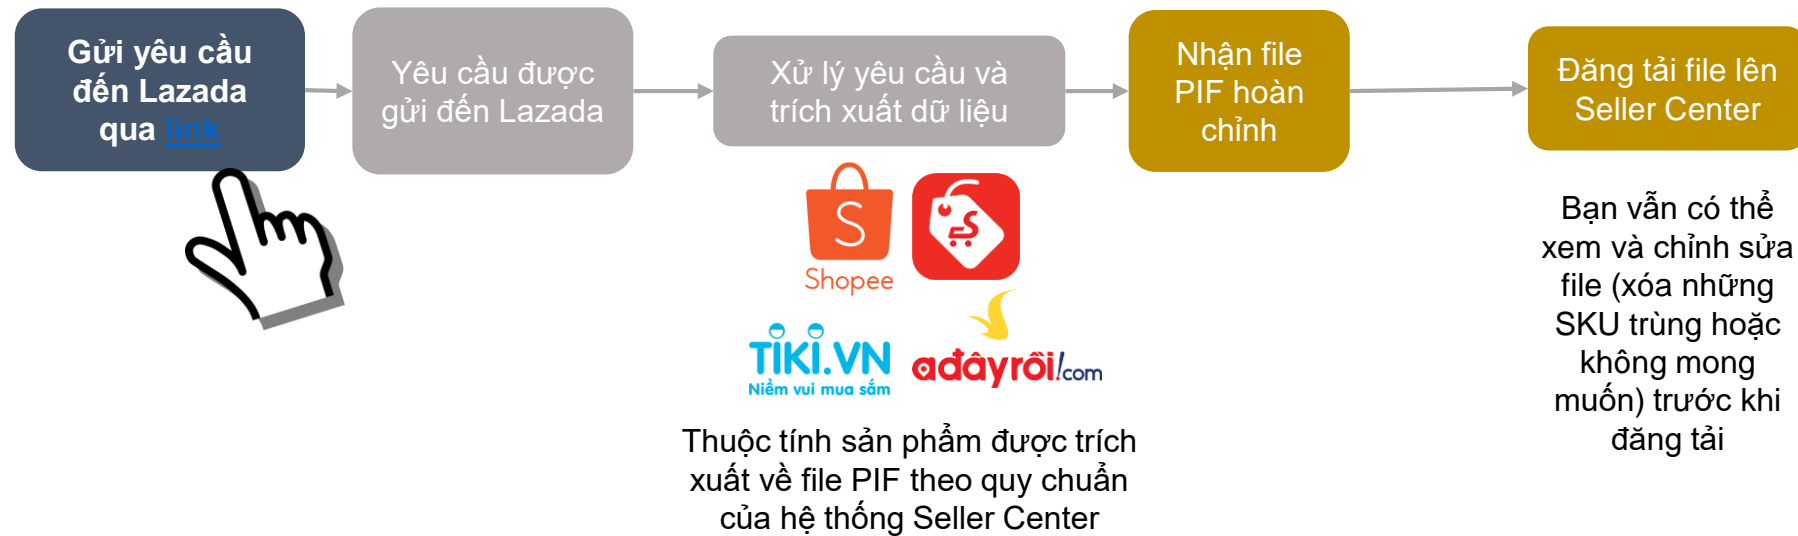 Gửi yêu cầu
đến Lazada
qua link
Yêu cầu được
gửi đến Lazada
Xử lý yêu cầu và
trích xuất dữ liệu
Nhận file
PIF hoàn
chỉnh
Đăng tải file lên
Seller Center
S
Shopee
S
TIKI.VN
Niềm vui mua sắm
ađâyrồi!com
Thuộc tính sản phẩm được trích
xuất về file PIF theo quy chuẩn
của hệ thống Seller Center
Bạn vẫn có thể
xem và chỉnh sửa
file (xóa những
SKU trùng hoặc
không mong
muốn) trước khi
đăng tải